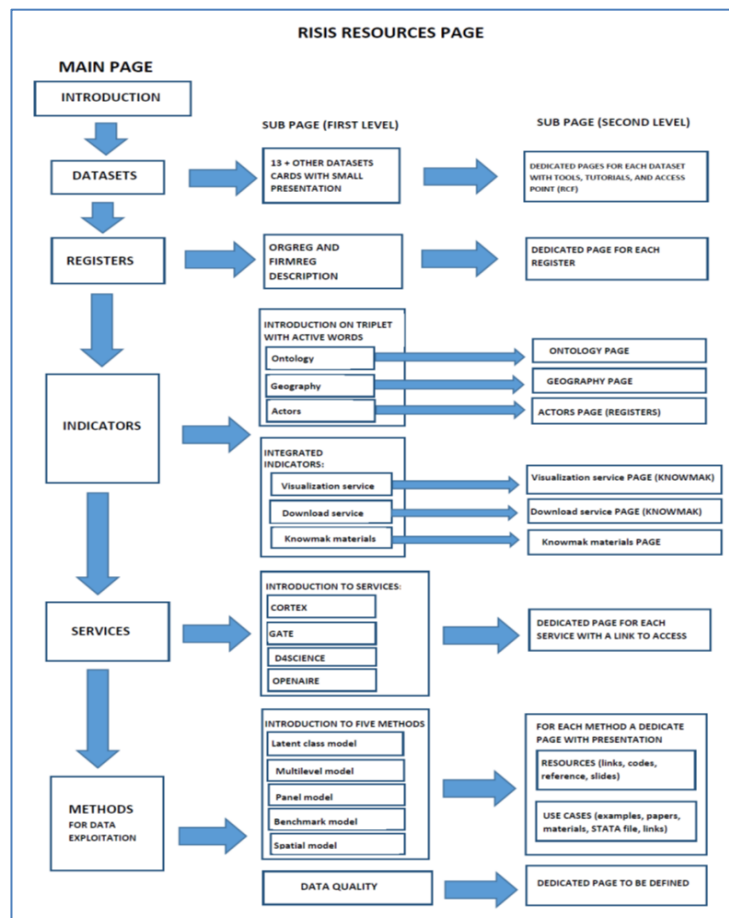 RISIS RESOURCES PAGE
MAIN PAGE
INTRODUCTION
SUB PAGE (FIRST LEVEL)
SUB PAGE (SECOND LEVEL)
DATASETS
13 + OTHER DATASETS
CARDS WITH SMALL
PRESENTATION
DEDICATED PAGES FOR EACH DATASET
WITH TOOLS, TUTORIALS, AND ACCESS
POINT (RCF)
REGISTERS
ORGREG AND
FIRMREG
DESCRIPTION
DEDICATED PAGE FOR EACH
REGISTER
INDICATORS
INTRODUCTION ON TRIPLET
WITH ACTIVE WORDS
Ontology
Geography
Actors
ONTOLOGY PAGE
GEOGRAPHY PAGE
ACTORS PAGE (REGISTERS)
INTEGRATED
INDICATORS:
Visualization service
Download service
Knowmak materials
Visualization service PAGE (KNOWMAK)
Download service PAGE (KNOWMAK)
Knowmak materials PAGE
SERVICES
INTRODUCTION TO SERVICES:
CORTEX
GATE
D4SCIENCE
OPENAIRE
DEDICATED PAGE FOR EACH
SERVICE WITH A LINK TO ACCESS
METHODS
FOR DATA
EXPLOITATION
INTRODUCTION TO FIVE METHODS
Latent class model
Multilevel model
Panel model
Benchmark model
Spatial model
FOR EACH METHOD A DEDICATE
PAGE WITH PRESENTATION
RESOURCES (links, codes,
reference, slides)
USE CASES (examples, papers,
materials, STATA file, links)
DATA QUALITY
DEDICATED PAGE TO BE DEFINED